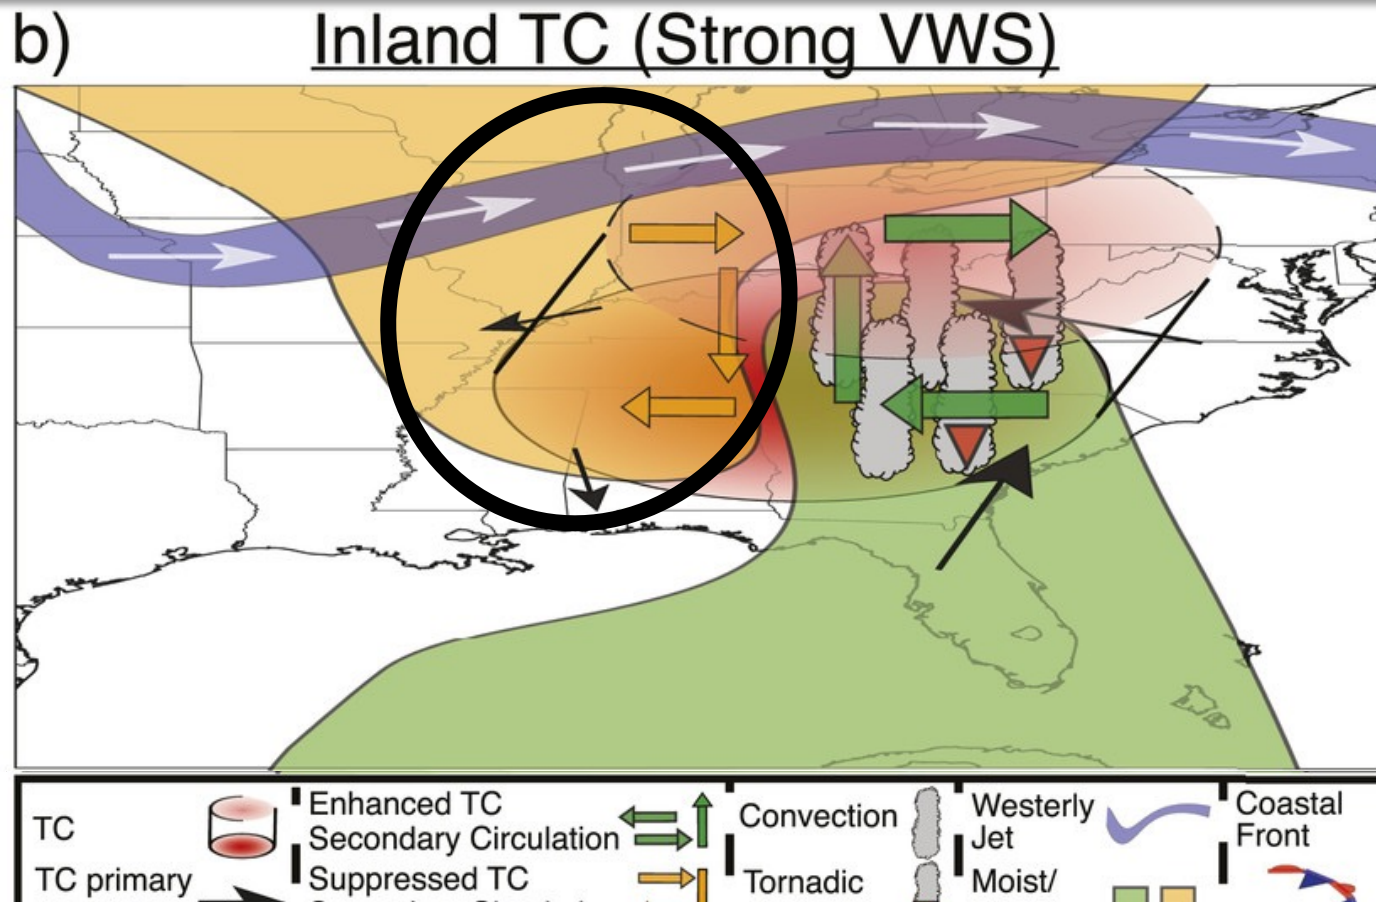 b) Inland TC (Strong VWS)
TC
TC primary
Enhanced TC
Secondary Circulation
Suppressed TC
Convection
Tornadic
Westerly
Jet
Moist/
Coastal
Front